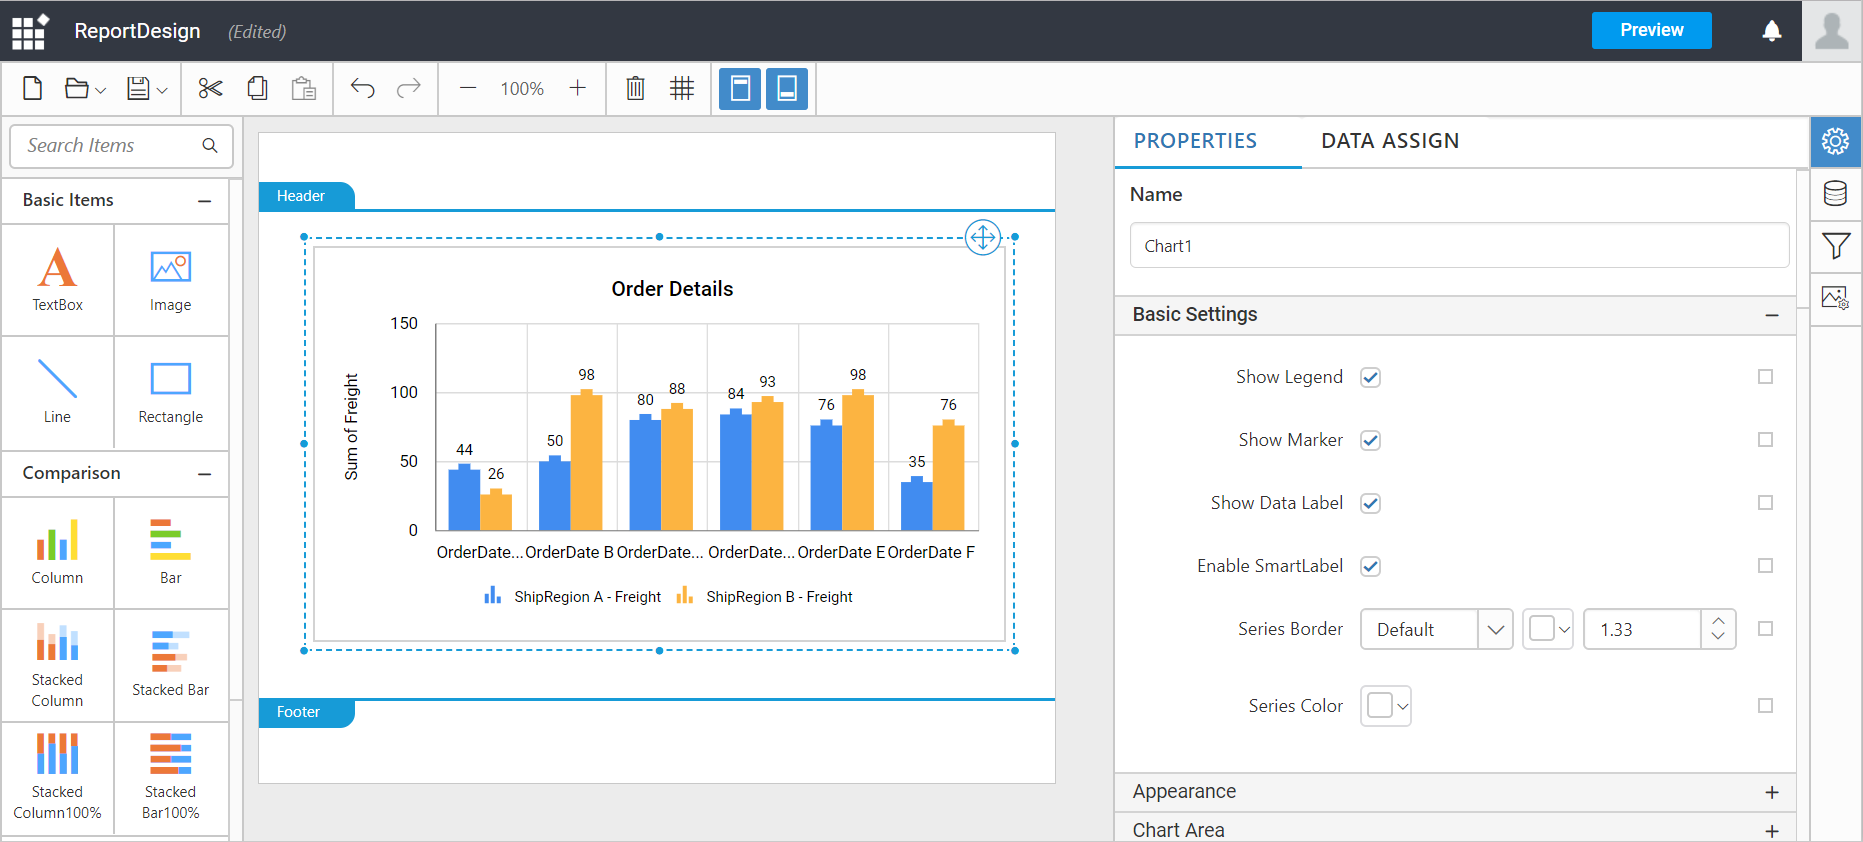 ReportDesign (Edited) Preview
100%
Search Items
Basic Items
TextBox Image
Line Rectangle
Comparison
Column Bar
Stacked
Column
Stacked Bar
Stacked
Column100%
Stacked
Bar100%
Header
Order Details
Sum of Freight
150
100
50
0
44 26 50 98 80 88 84 93 76 98 35 76
OrderDate... OrderDate B OrderDate... OrderDate... OrderDate E OrderDate F
ShipRegion A - Freight ShipRegion B - Freight
Footer
PROPERTIES DATA ASSIGN
Name
Chart1
Basic Settings
Show Legend
Show Marker
Show Data Label
Enable SmartLabel
Series Border Default 1.33
Series Color
Appearance
Chart Area